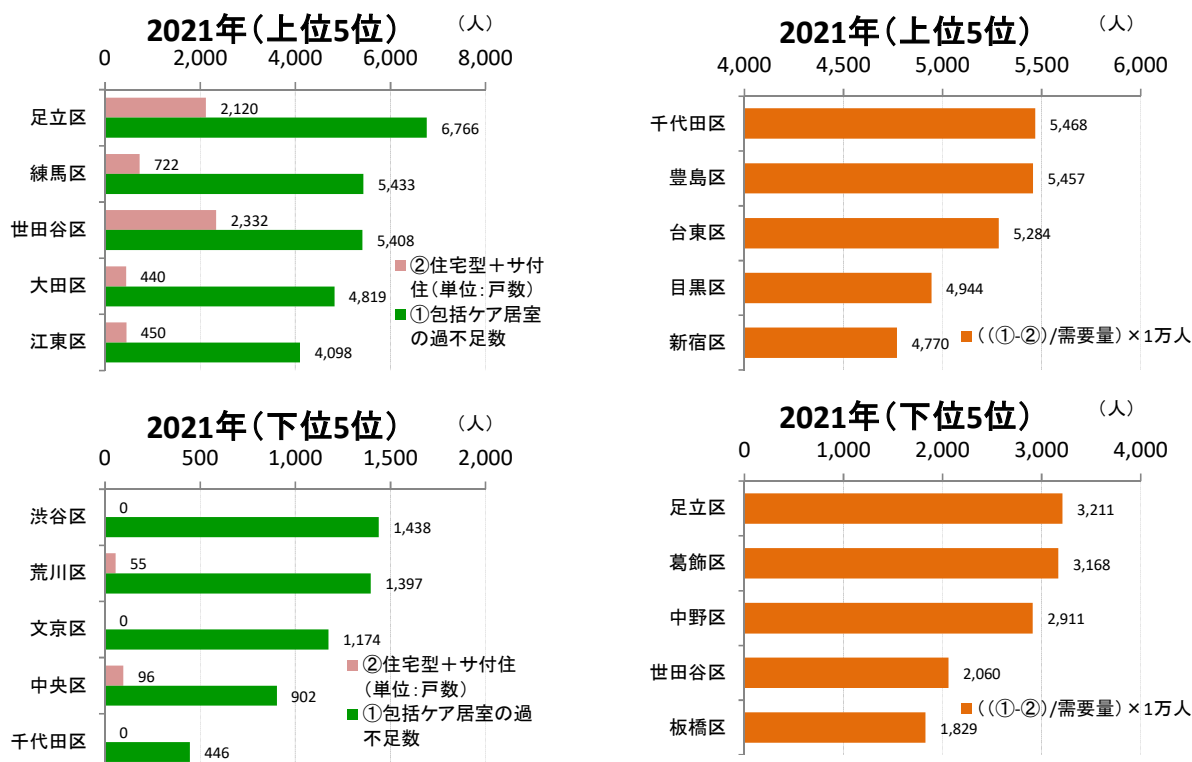 2021年(上位5位) (人)
0 2,000 4,000 6,000 8,000
足立区 2,120 6,766
練馬区 722 5,433
世田谷区 2,332 5,408
大田区 440 4,819
江東区 450 4,098
■②住宅型+サ付
住(単位:戸数)
■①包括ケア居室
の過不足数
2021年(上位5位) (人)
4,000 4,500 5,000 5,500 6,000
千代田区 5,468
豊島区 5,457
台東区 5,284
目黒区 4,944
新宿区 4,770
■((①-②)/需要量)×1万人
2021年(下位5位) (人)
0 500 1,000 1,500 2,000
渋谷区 0 1,438
荒川区 55 1,397
文京区 0 1,174
中央区 96 902
千代田区 0 446
■②住宅型+サ付住
(単位:戸数)
■①包括ケア居室の過
不足数
2021年(下位5位) (人)
0 1,000 2,000 3,000 4,000
足立区 3,211
葛飾区 3,168
中野区 2,911
世田谷区 2,060
板橋区 1,829
■((①-②)/需要量)×1万人